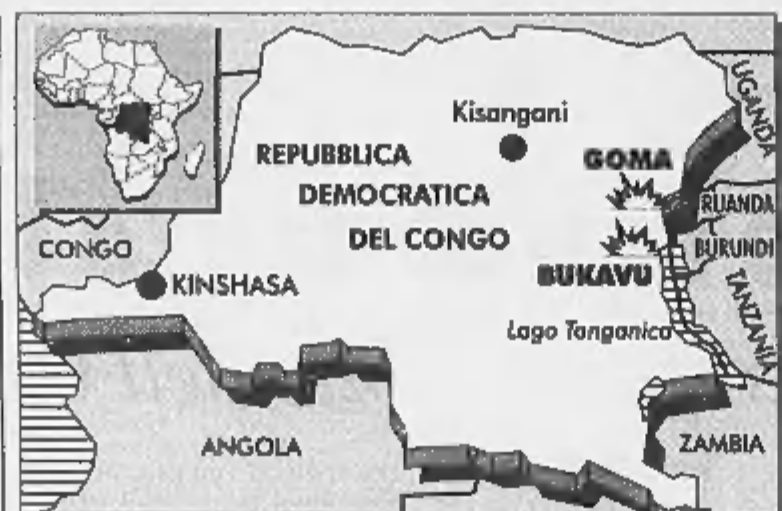 UGANDA
Kisangani
REPUBBLICA
DEMOCRATICA
DEL CONGO
GOMA
RUANDA
BURUNDI
CONGO
KINSHASA
BUKAVU
TANZANIA
Lago Tanganica
ANGOLA
ZAMBIA